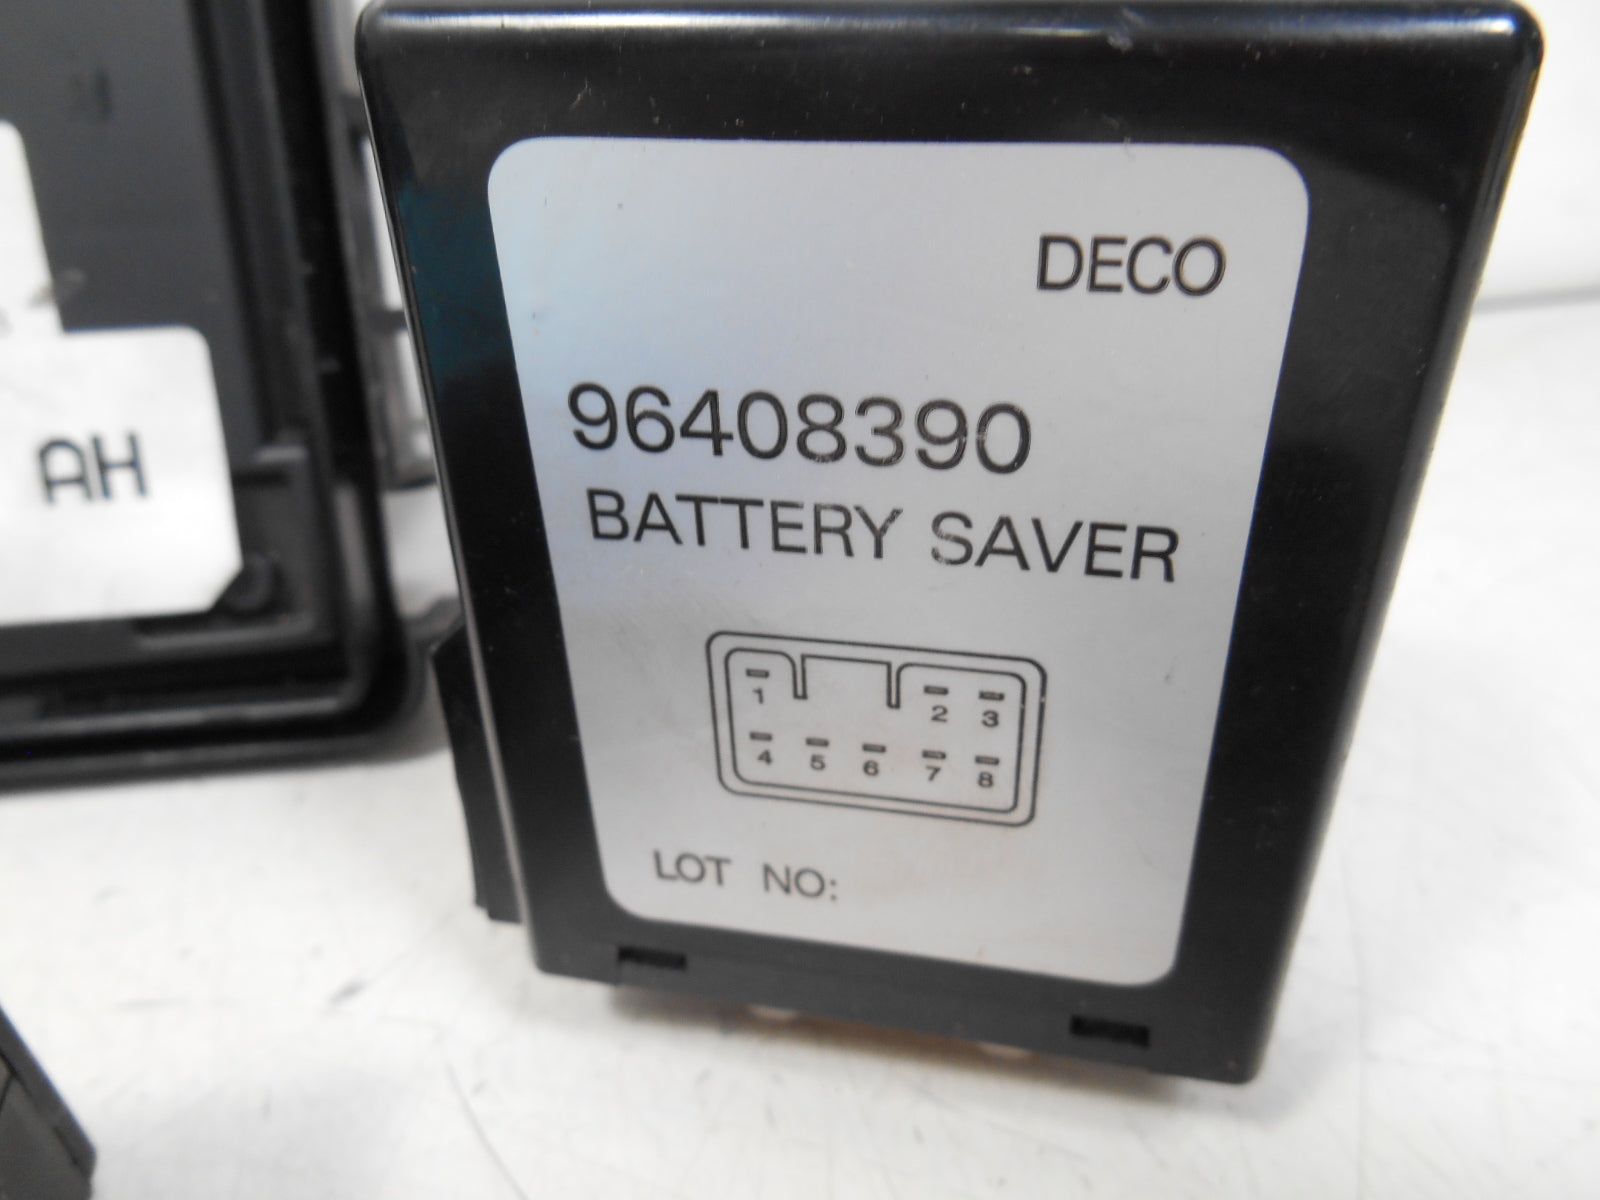 DECO
96408390
BATTERY SAVER
1 2 3
4 5 6 7 8
LOT NO:
AH